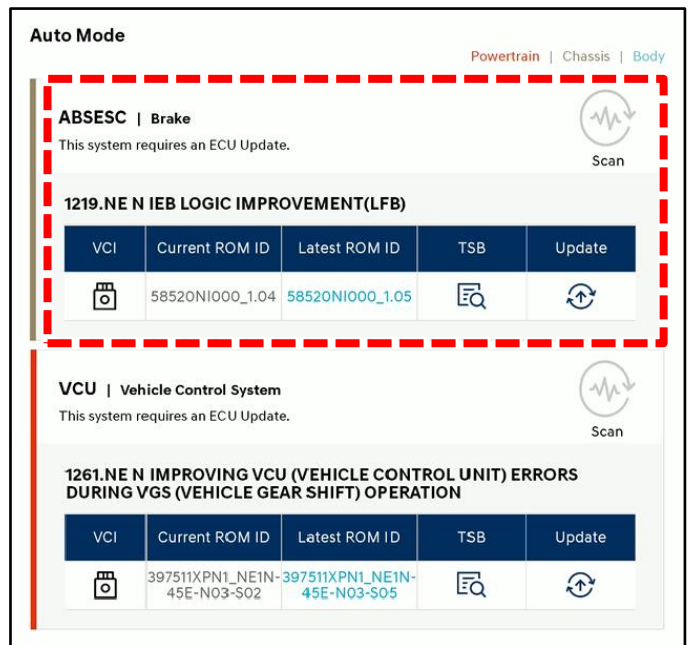 Auto Mode
Powertrain | Chassis | Body
ABSESC | Brake
This system requires an ECU Update.
Scan
1219.NE N IEB LOGIC IMPROVEMENT(LFB)
VCI Current ROM ID Latest ROM ID TSB Update
58520NI000_1.04 58520NI000_1.05
VCU | Vehicle Control System
This system requires an ECU Update.
Scan
1261.NE N IMPROVING VCU (VEHICLE CONTROL UNIT) ERRORS
DURING VGS (VEHICLE GEAR SHIFT) OPERATION
VCI Current ROM ID Latest ROM ID TSB Update
397511XPN1_NE1N- 397511XPN1_NE1N-
45E-N03-S02 45E-N03-S05